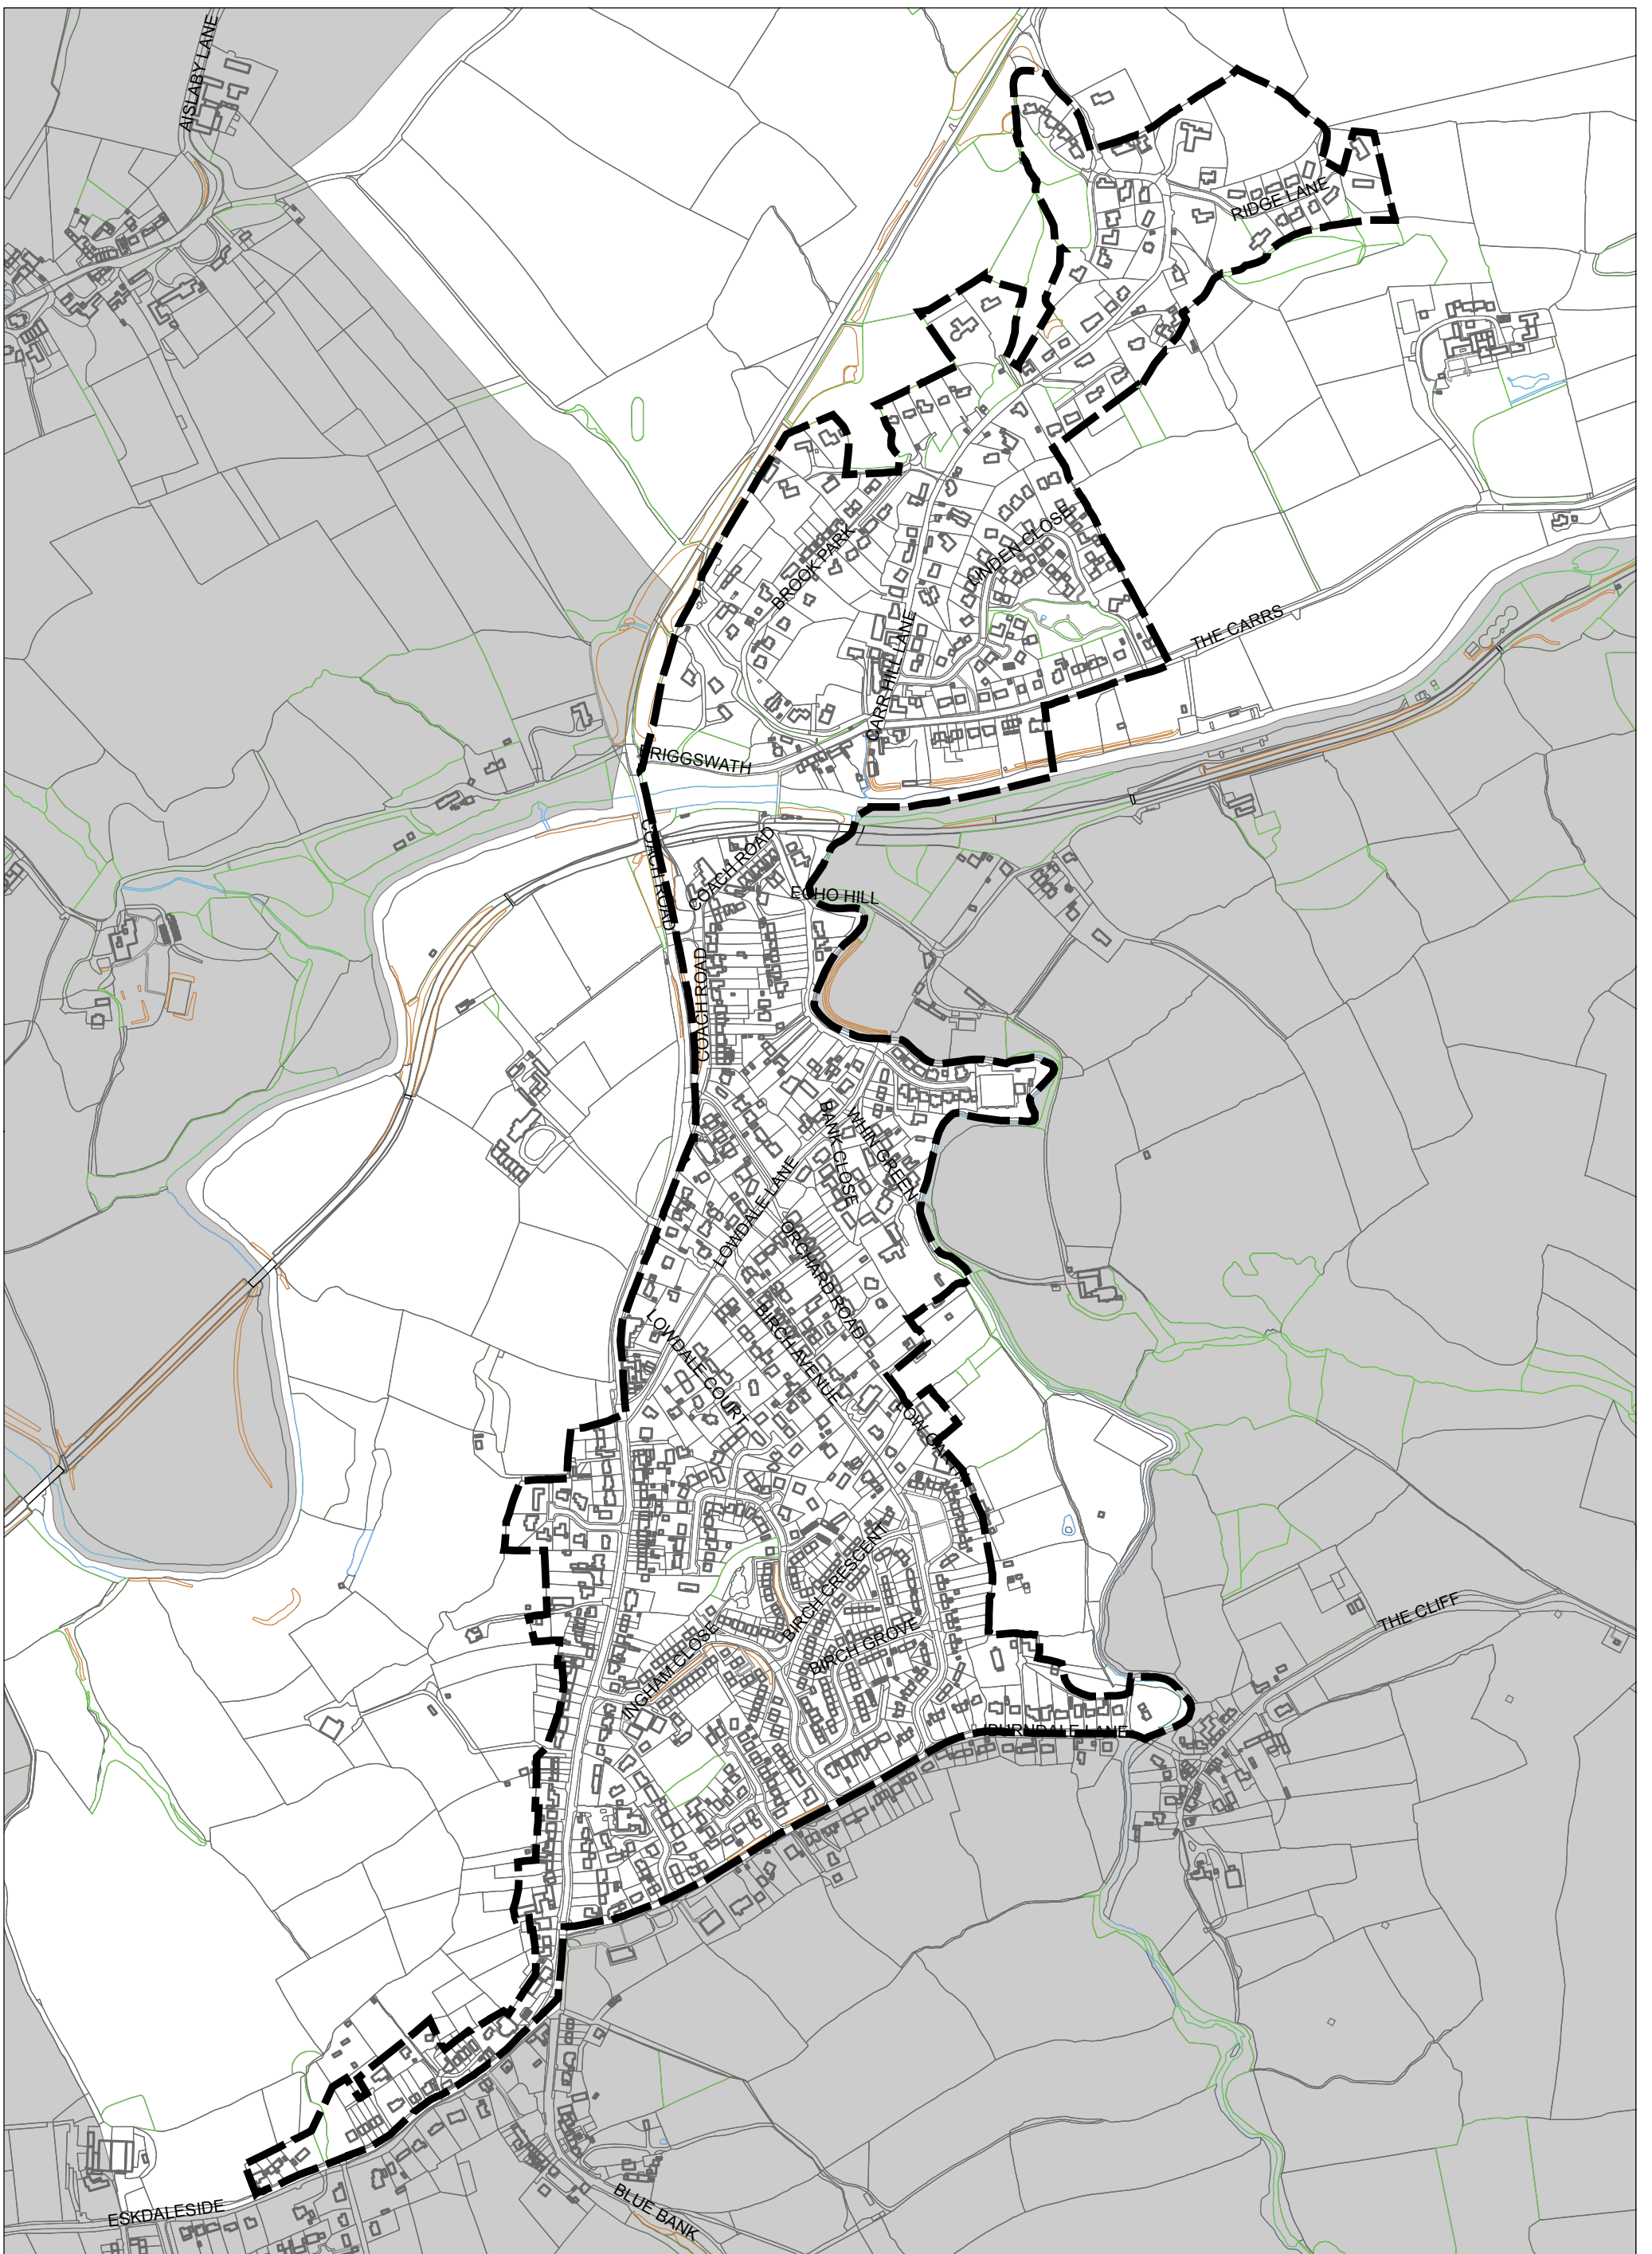 AISLABY LANE
RIDGE LANE
BROOK PARK
LINDEN CLOSE
THE CARRS
CARR HILL LANE
BRIGGSWATH
COACH ROAD
COACH ROAD
ECHO HILL
COACH ROAD
BANK CLOSE
WHIN GREEN
LOWDALE LANE
ORCHARD ROAD
BIRCH AVENUE
LOWDALE COURT
BIRCH CRESCENT
THE CLIFF
BIRCH GROVE
INGHAM CLOSE
BURNDALE LANE
ESKDALESIDE
BLUE BANK